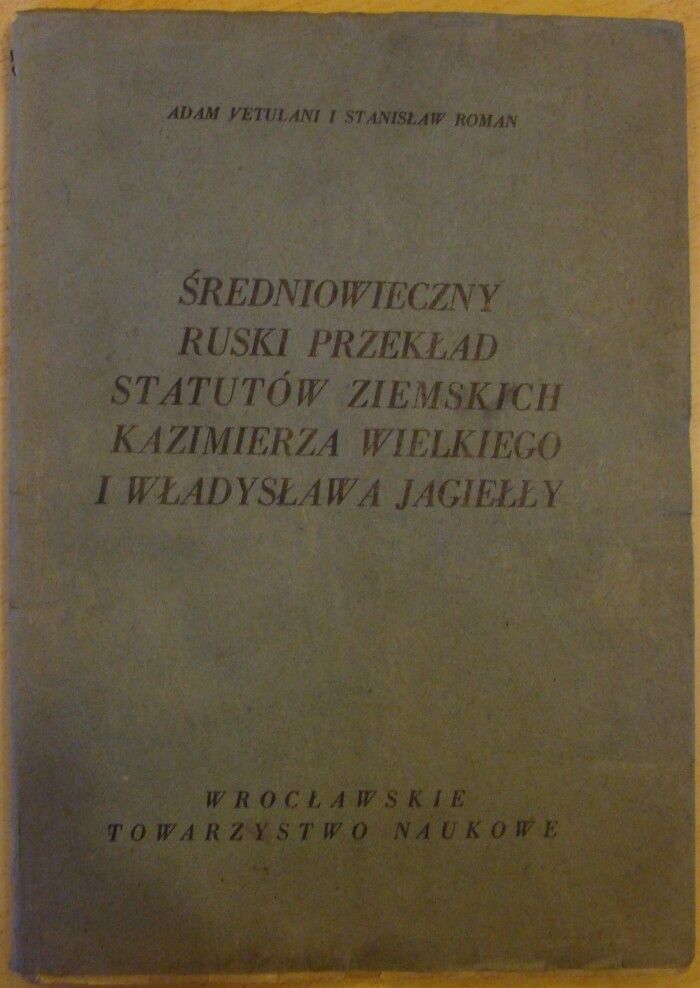 ADAM VETULANI I STANISŁAW ROMAN
ŚREDNIOWIECZNY
RUSKI PRZEKŁAD
STATUTÓW ZIEMSKICH
KAZIMIERZA WIELKIEGO
I WŁADYSŁAWA JAGIEŁŁY
WROCŁAWSKIE
TOWARZYSTWO NAUKOWE